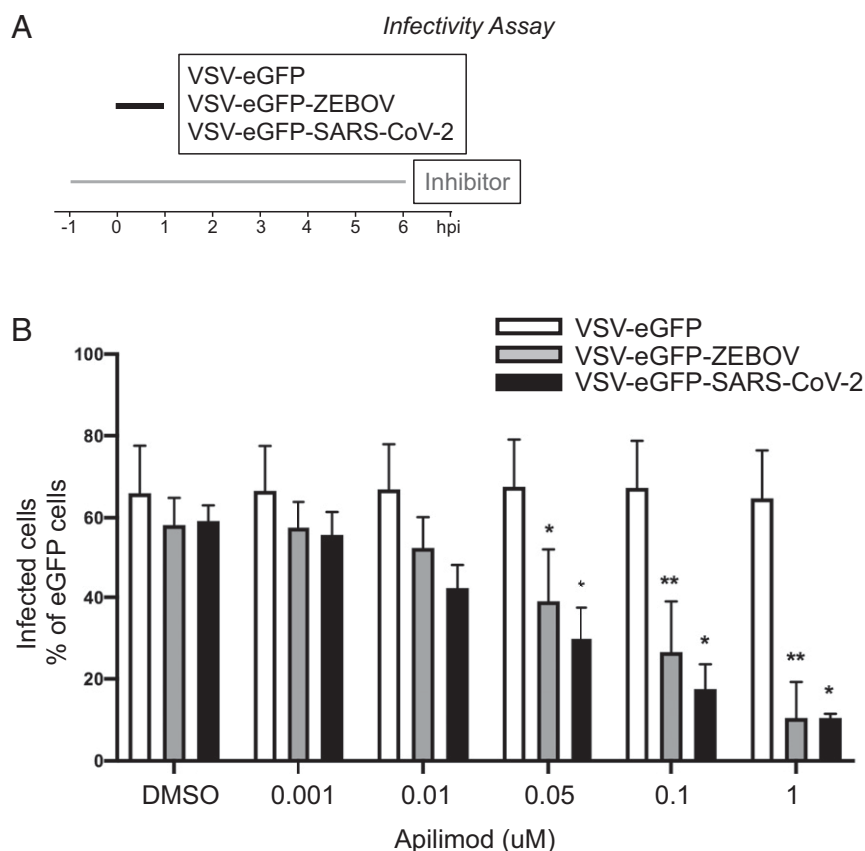 A
Infectivity Assay
VSV-eGFP
VSV-eGFP-ZEBOV
VSV-eGFP-SARS-CoV-2
Inhibitor
-1 0 1 2 3 4 5 6 hpi
B
VSV-eGFP
VSV-eGFP-ZEBOV
VSV-eGFP-SARS-CoV-2
100
80
60
40
20
0
Infected cells
% of eGFP cells
* * ** * ** *
DMSO 0.001 0.01 0.05 0.1 1
Apilimod (uM)